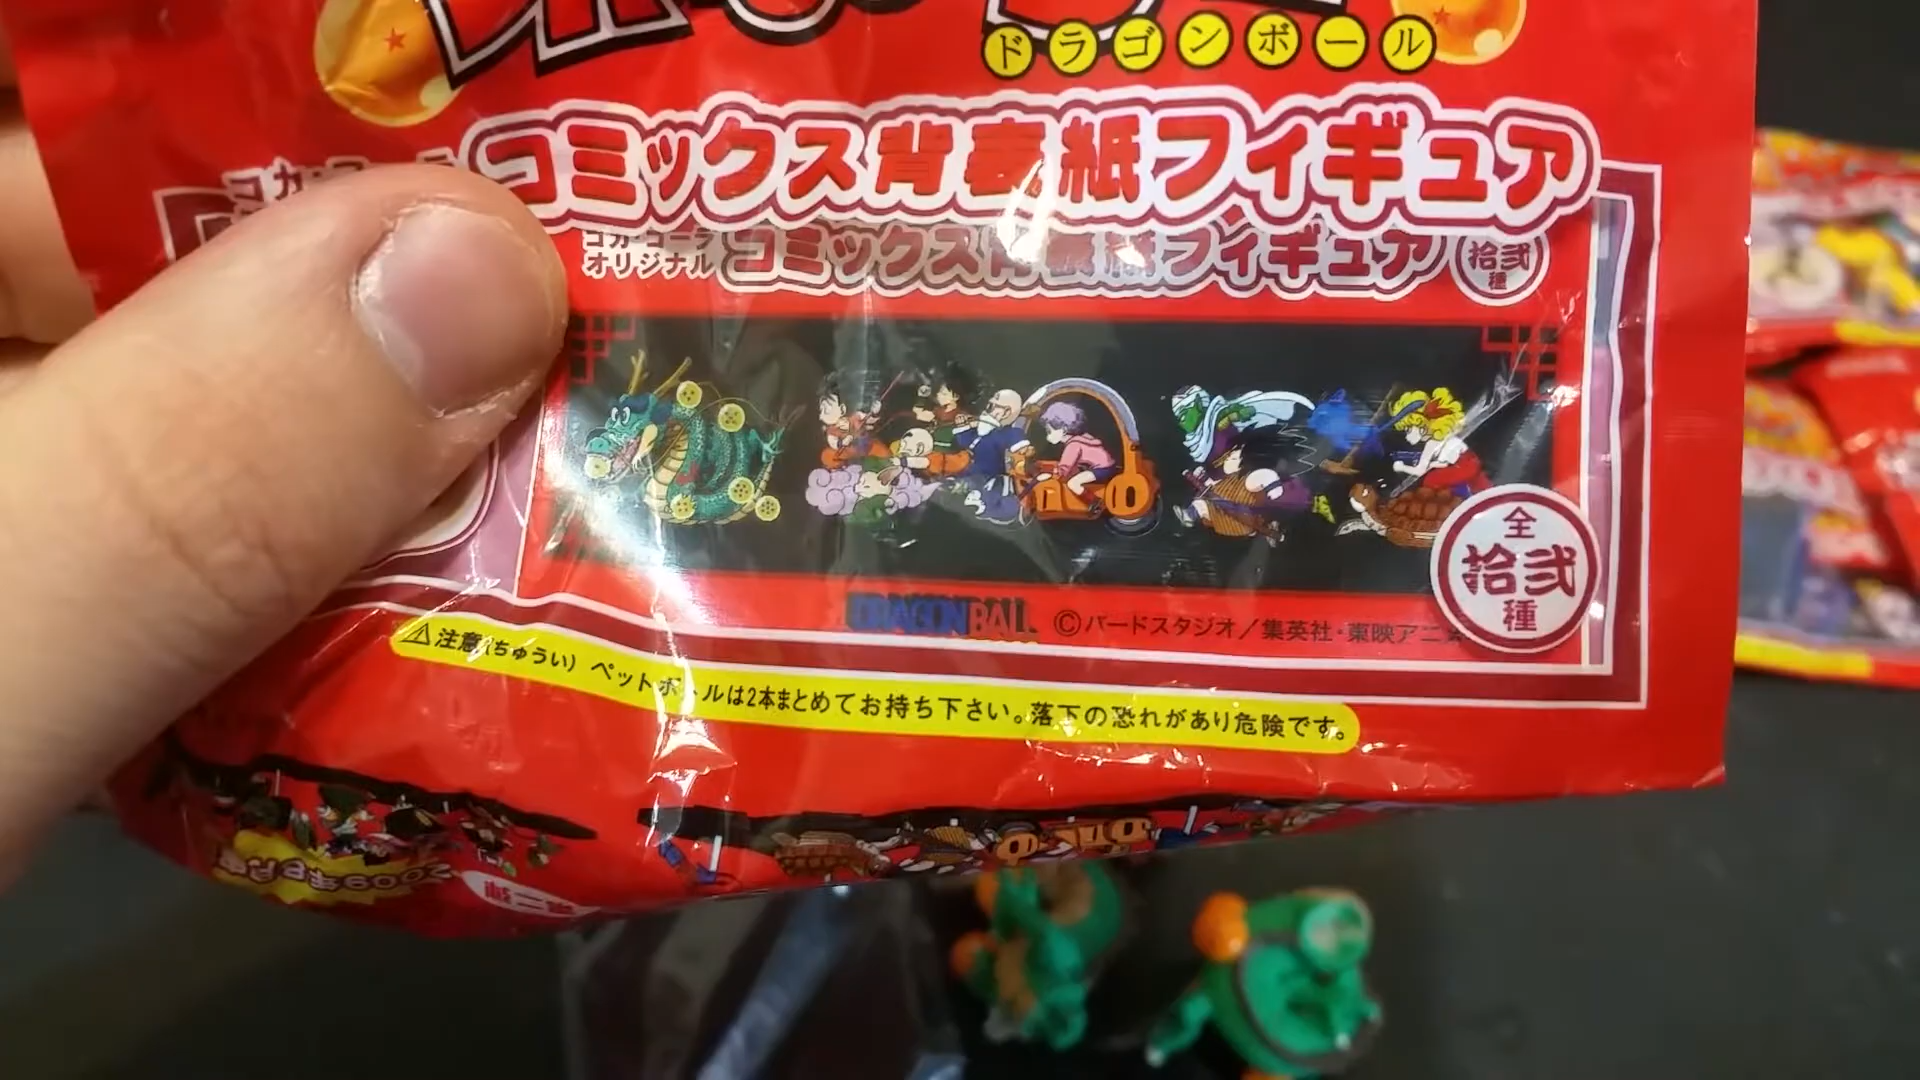 ドラゴンボール
コミックス背表紙フィギュア
コカ・コーラ
オリジナル
コミックス背表紙フィギュア
拾弐
種
全
拾弐
種
DRAGONBALL
©バードスタジオ/集英社・東映アニメ
⚠注意(ちゅうい) ペットボトルは2本まとめてお持ち下さい。落下の恐れがあり危険です。